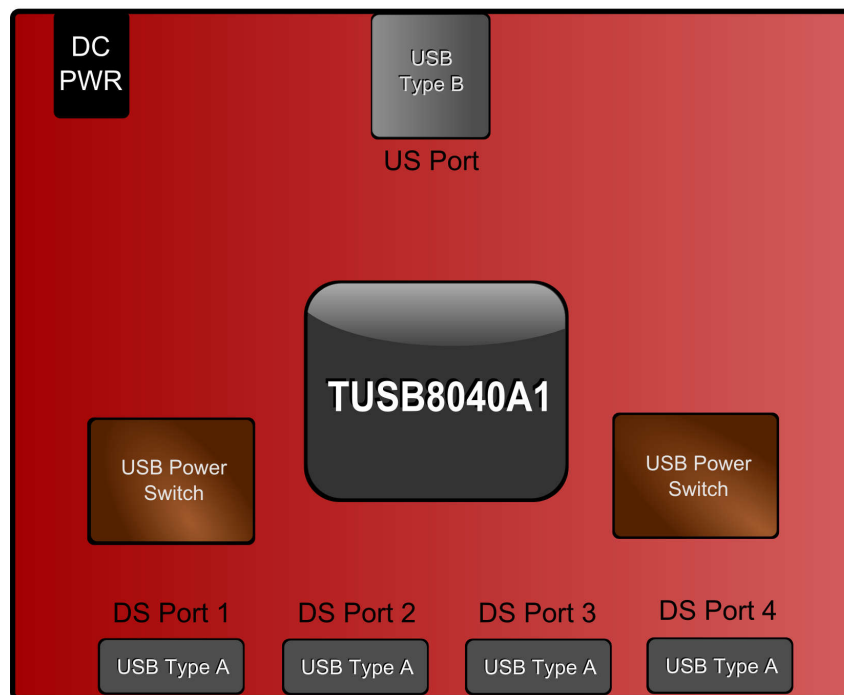 DC
PWR
USB
Type B
US Port
TUSB8040A1
USB Power
Switch
USB Power
Switch
DS Port 1
DS Port 2
DS Port 3
DS Port 4
USB Type A
USB Type A
USB Type A
USB Type A